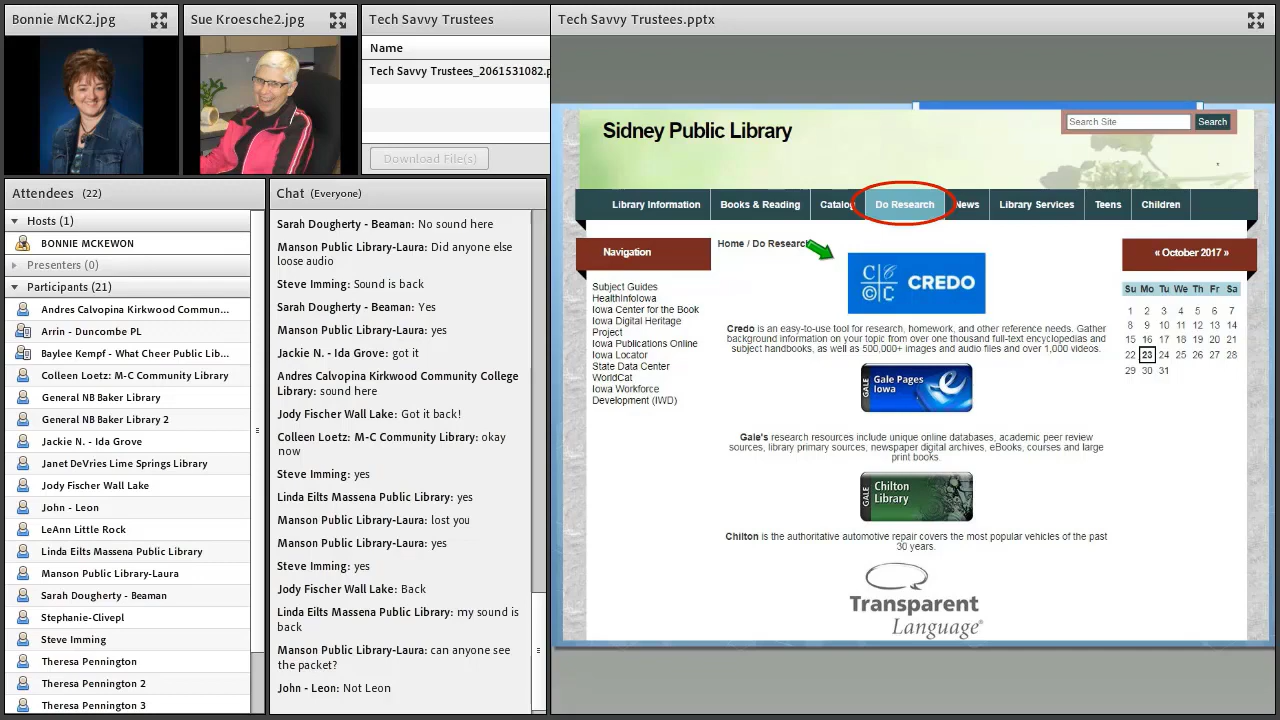 Bonnie McK2.jpg
Sue Kroesche2.jpg
Tech Savvy Trustees
Name
Tech Savvy Trustees_2061531082.p
Download File(s)
Attendees (22)
Hosts (1)
BONNIE MCKEWON
Presenters (0)
Participants (21)
Andres Calvopina Kirkwood Commun...
Arrin - Duncombe PL
Baylee Kempf - What Cheer Public Lib...
Colleen Loetz: M-C Community Library
General NB Baker Library
General NB Baker Library 2
Jackie N. - Ida Grove
Janet DeVries Lime Springs Library
Jody Fischer Wall Lake
John - Leon
LeAnn Little Rock
Linda Eilts Massena Public Library
Manson Public Library-Laura
Sarah Dougherty - Beaman
Stephanie-Clivepl
Steve Imming
Theresa Pennington
Theresa Pennington 2
Theresa Pennington 3
Chat (Everyone)
Sarah Dougherty - Beaman: No sound here
Manson Public Library-Laura: Did anyone else
loose audio
Steve Imming: Sound is back
Sarah Dougherty - Beaman: Yes
Manson Public Library-Laura: yes
Jackie N. - Ida Grove: got it
Andres Calvopina Kirkwood Community College
Library: sound here
Jody Fischer Wall Lake: Got it back!
Colleen Loetz: M-C Community Library: okay
now
Steve Imming: yes
Linda Eilts Massena Public Library: yes
Manson Public Library-Laura: lost you
Manson Public Library-Laura: yes
Steve Imming: yes
Jody Fischer Wall Lake: Back
Linda Eilts Massena Public Library: my sound is
back
Manson Public Library-Laura: can anyone see
the packet?
John - Leon: Not Leon
Tech Savvy Trustees.pptx
Sidney Public Library
Search Site
Search
Library Information
Books & Reading
Catalog
Do Research
News
Library Services
Teens
Children
Navigation
Subject Guides
HealthInfoIowa
Iowa Center for the Book
Iowa Digital Heritage
Project
Iowa Publications Online
Iowa Locator
State Data Center
WorldCat
Iowa Workforce
Development (IWD)
Home / Do Research
CREDO
Credo is an easy-to-use tool for research, homework, and other reference needs. Gather
background information on your topic from over one thousand full-text encyclopedias and
subject handbooks, as well as 500,000+ images and audio files and over 1,000 videos.
GALE
Gale Pages
Iowa
Gale's research resources include unique online databases, academic peer review
sources, library primary sources, newspaper digital archives, eBooks, courses and large
print books.
GALE
Chilton
Library
Chilton is the authoritative automotive repair covers the most popular vehicles of the past
30 years.
Transparent
Language®
« October 2017 »
Su Mo Tu We Th Fr Sa
1 2 3 4 5 6 7
8 9 10 11 12 13 14
15 16 17 18 19 20 21
22 23 24 25 26 27 28
29 30 31